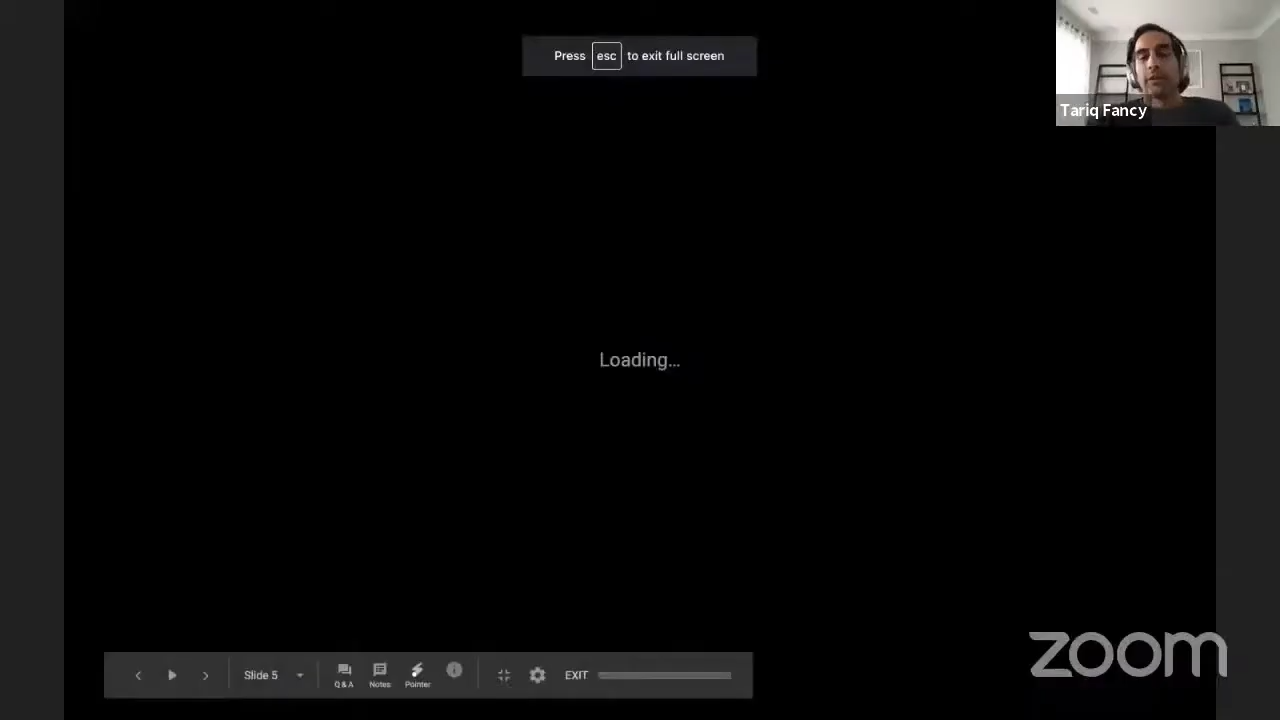 Press esc to exit full screen
Tariq Fancy
Loading...
zoom
Slide 5
Q & A
Notes
Pointer
EXIT